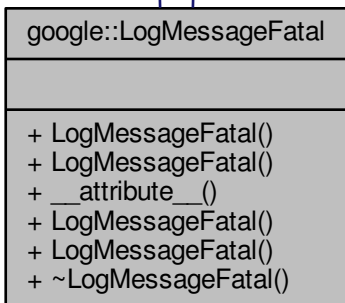 google::LogMessageFatal
+ LogMessageFatal()
+ LogMessageFatal()
+ __attribute__()
+ LogMessageFatal()
+ LogMessageFatal()
+ ~LogMessageFatal()